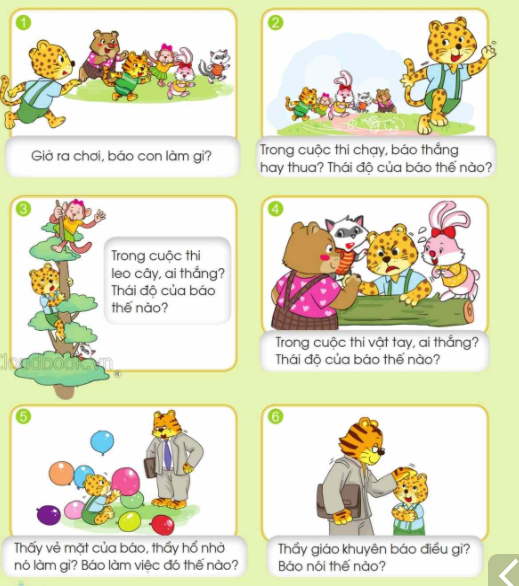 1
Giờ ra chơi, báo con làm gì?
2
Trong cuộc thi chạy, báo thắng
hay thua? Thái độ của báo thế nào?
3
Trong cuộc thi
leo cây, ai thắng?
Thái độ của báo
thế nào?
4
Trong cuộc thi vật tay, ai thắng?
Thái độ của báo thế nào?
5
Thấy vẻ mặt của báo, thầy hổ nhờ
nó làm gì? Báo làm việc đó thế nào?
6
Thầy giáo khuyên báo điều gì?
Báo nói thế nào?